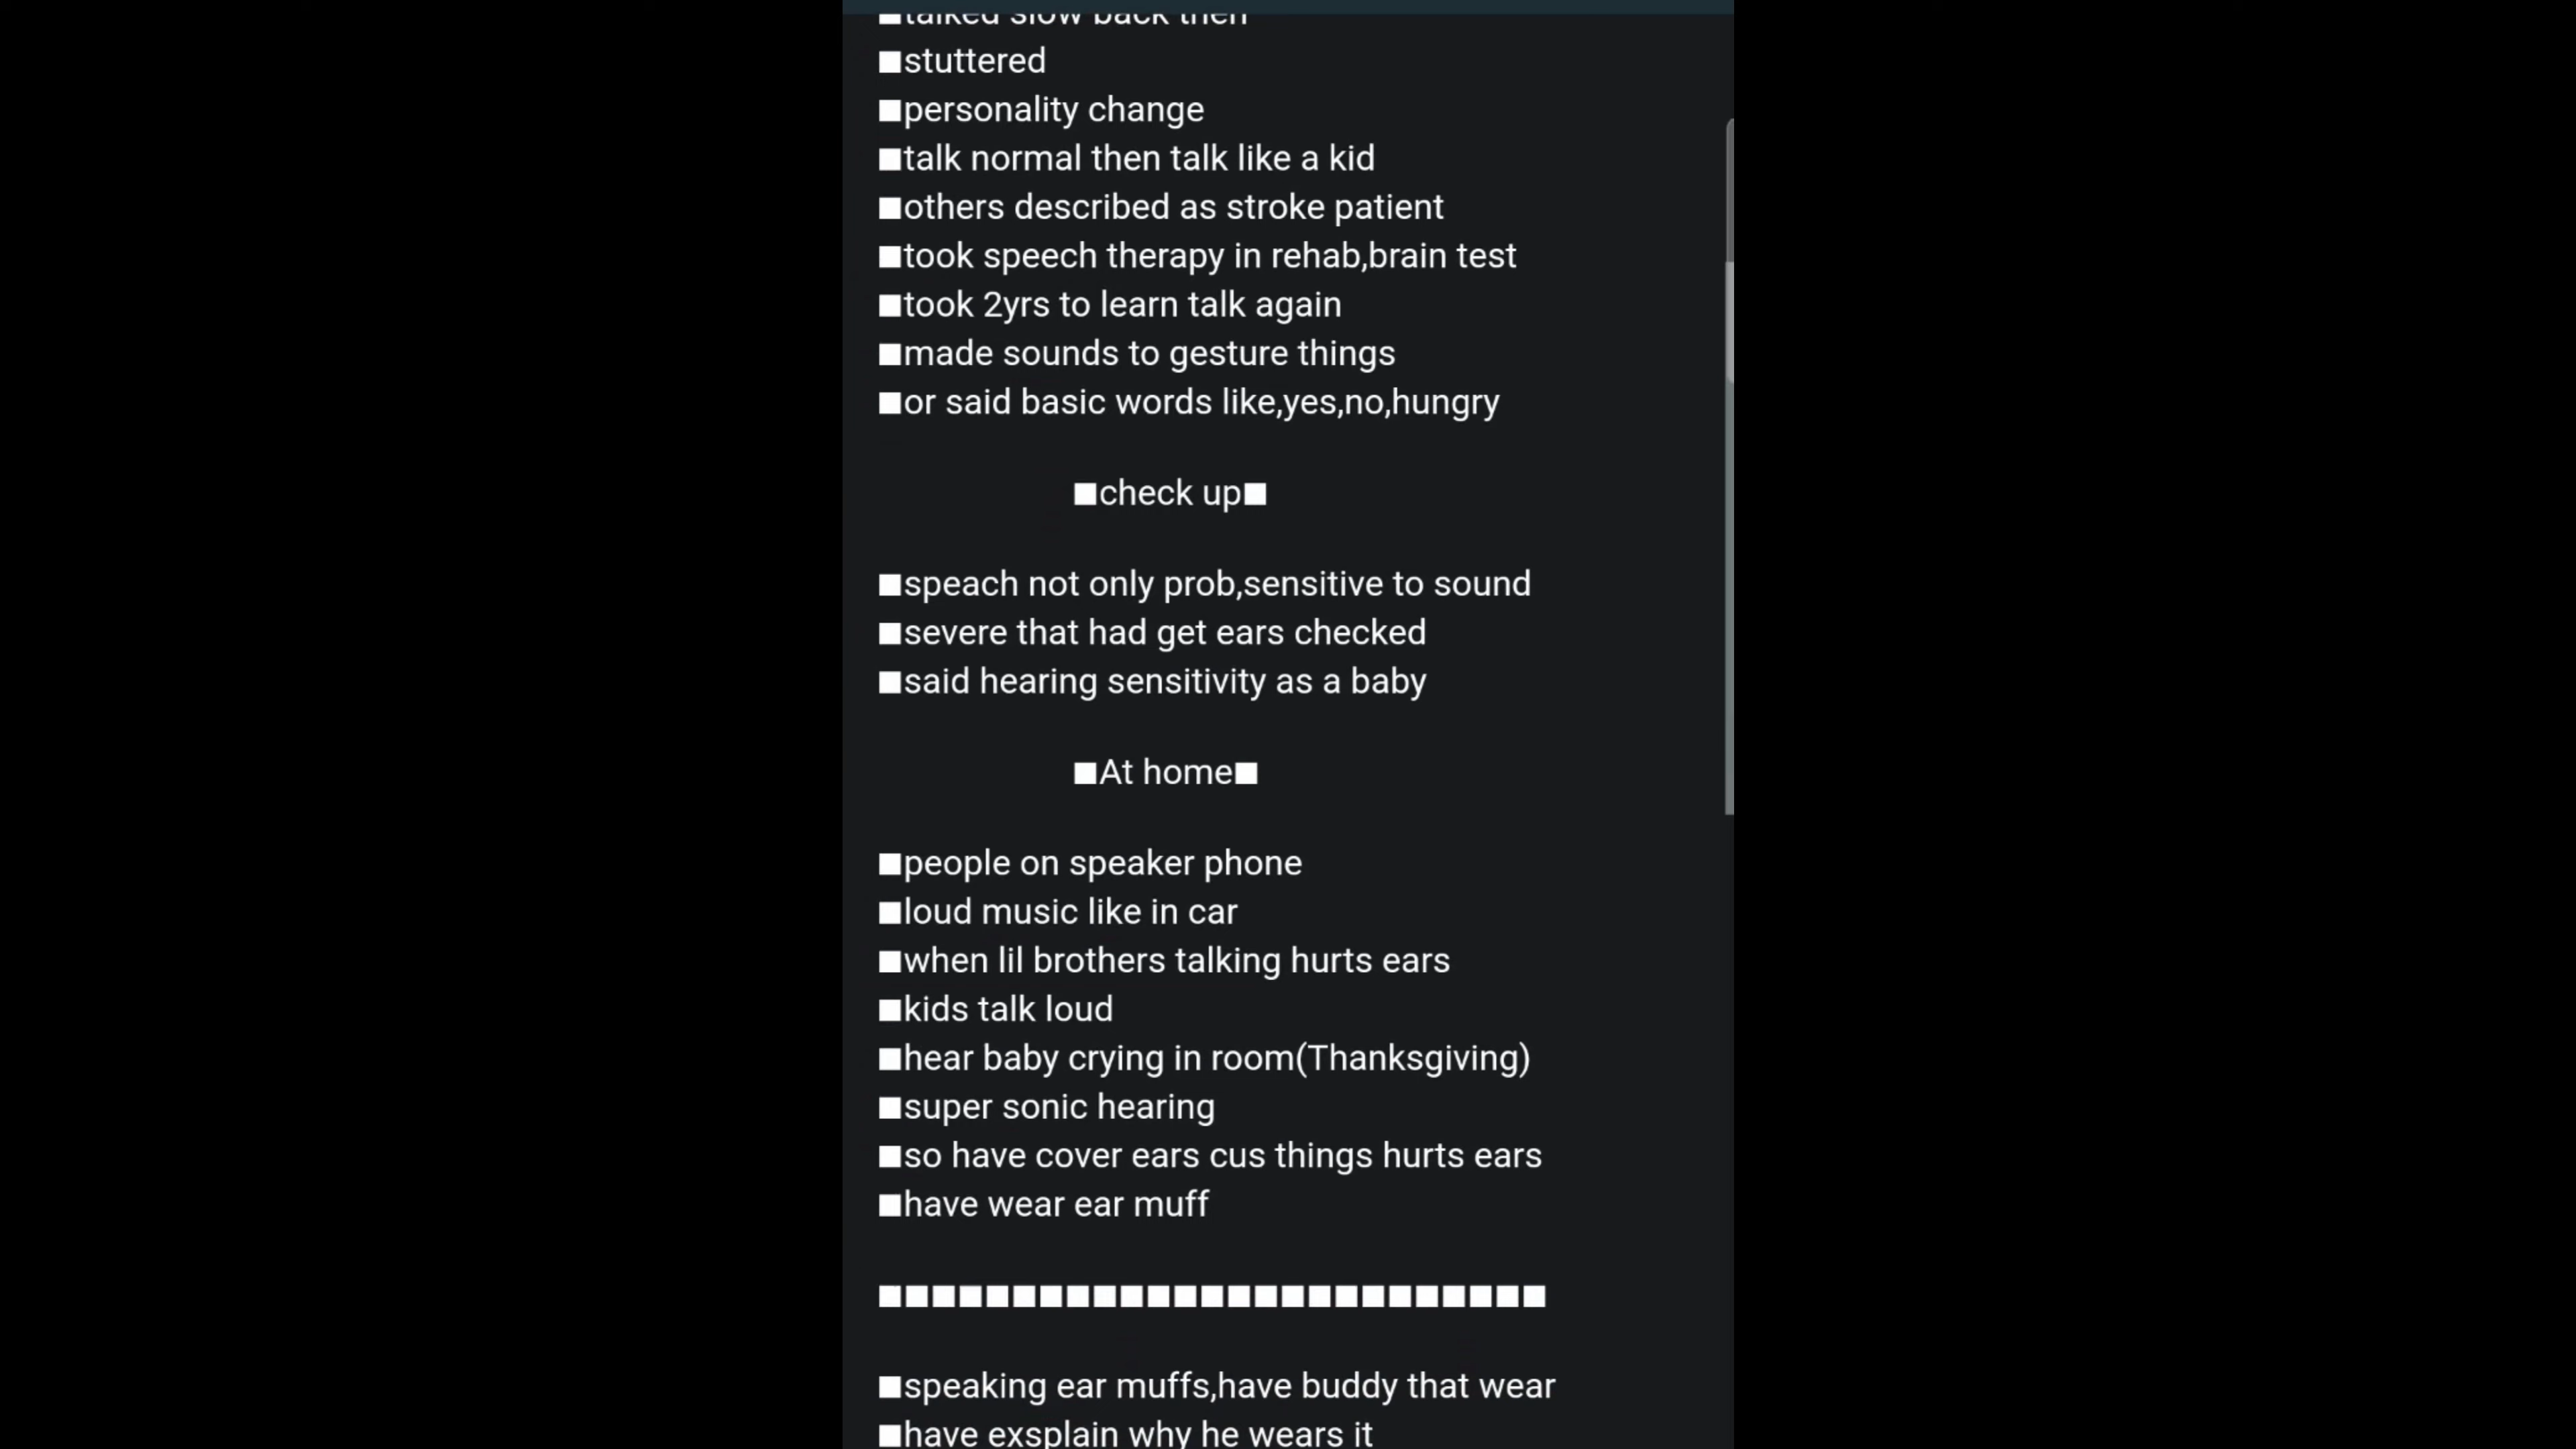 ■talked slow back then
■stuttered
■personality change
■talk normal then talk like a kid
■others described as stroke patient
■took speech therapy in rehab,brain test
■took 2yrs to learn talk again
■made sounds to gesture things
■or said basic words like,yes,no,hungry
■check up■
■speach not only prob,sensitive to sound
■severe that had get ears checked
■said hearing sensitivity as a baby
■At home■
■people on speaker phone
■loud music like in car
■when lil brothers talking hurts ears
■kids talk loud
■hear baby crying in room(Thanksgiving)
■super sonic hearing
■so have cover ears cus things hurts ears
■have wear ear muff
■■■■■■■■■■■■■■■■■■■■■■■■■
■speaking ear muffs,have buddy that wear
■have exsplain why he wears it